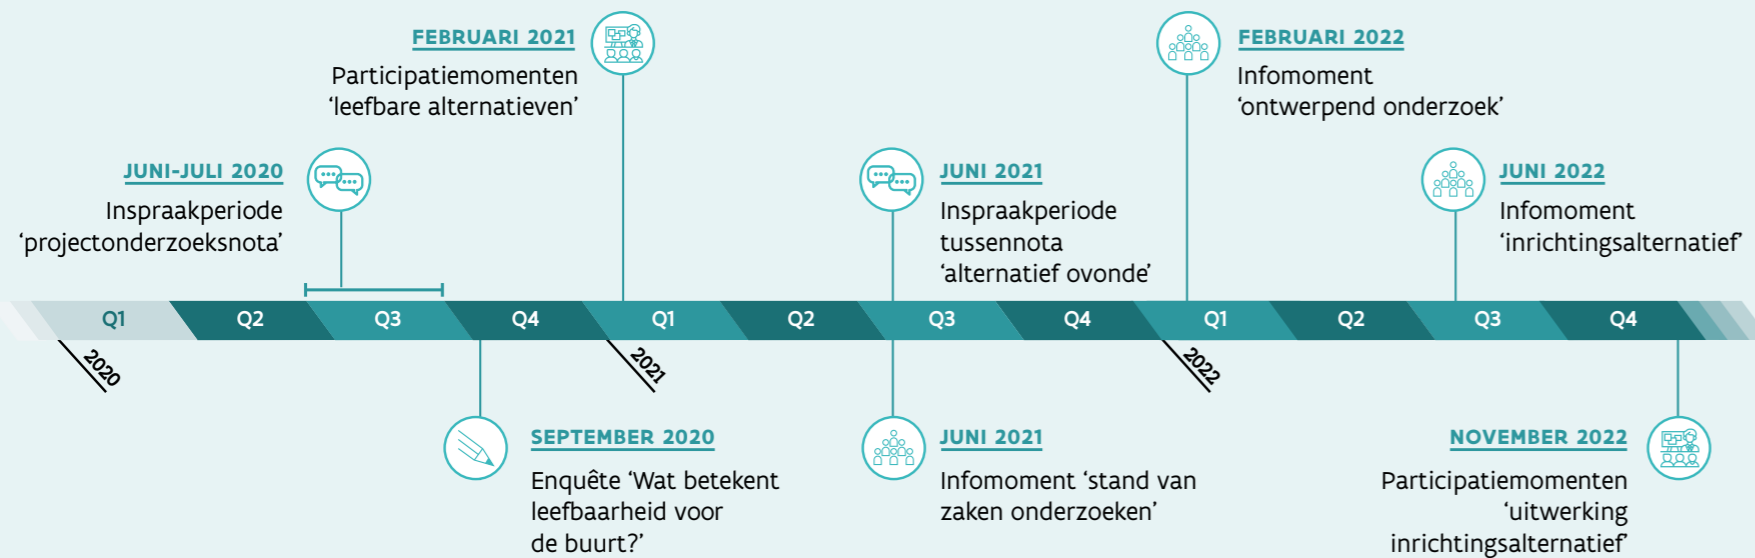 FEBRUARI 2021
Participatiemomenten
‘leefbare alternatieven’
FEBRUARI 2022
Infomoment
‘ontwerpend onderzoek’
JUNI-JULI 2020
Inspraakperiode
‘projectonderzoeksnota’
JUNI 2021
Inspraakperiode
tussennota
‘alternatief ovonde’
JUNI 2022
Infomoment
‘inrichtingsalternatief’
Q1 Q2 Q3 Q4 Q1 Q2 Q3 Q4 Q1 Q2 Q3 Q4
2020 2021 2022
SEPTEMBER 2020
Enquête ‘Wat betekent
leefbaarheid voor
de buurt?’
JUNI 2021
Infomoment ‘stand van
zaken onderzoeken’
NOVEMBER 2022
Participatiemomenten
‘uitwerking
inrichtingsalternatief’